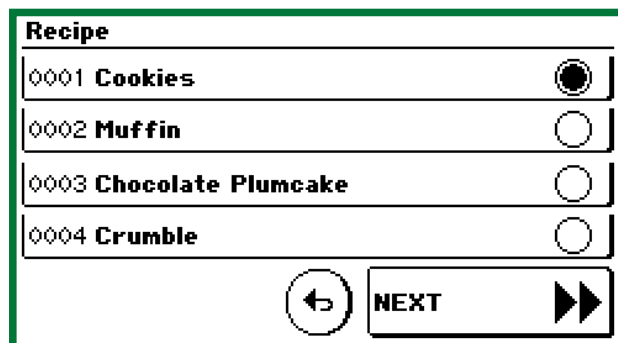 Recipe
0001 Cookies
0002 Muffin
0003 Chocolate Plumcake
0004 Crumble
NEXT